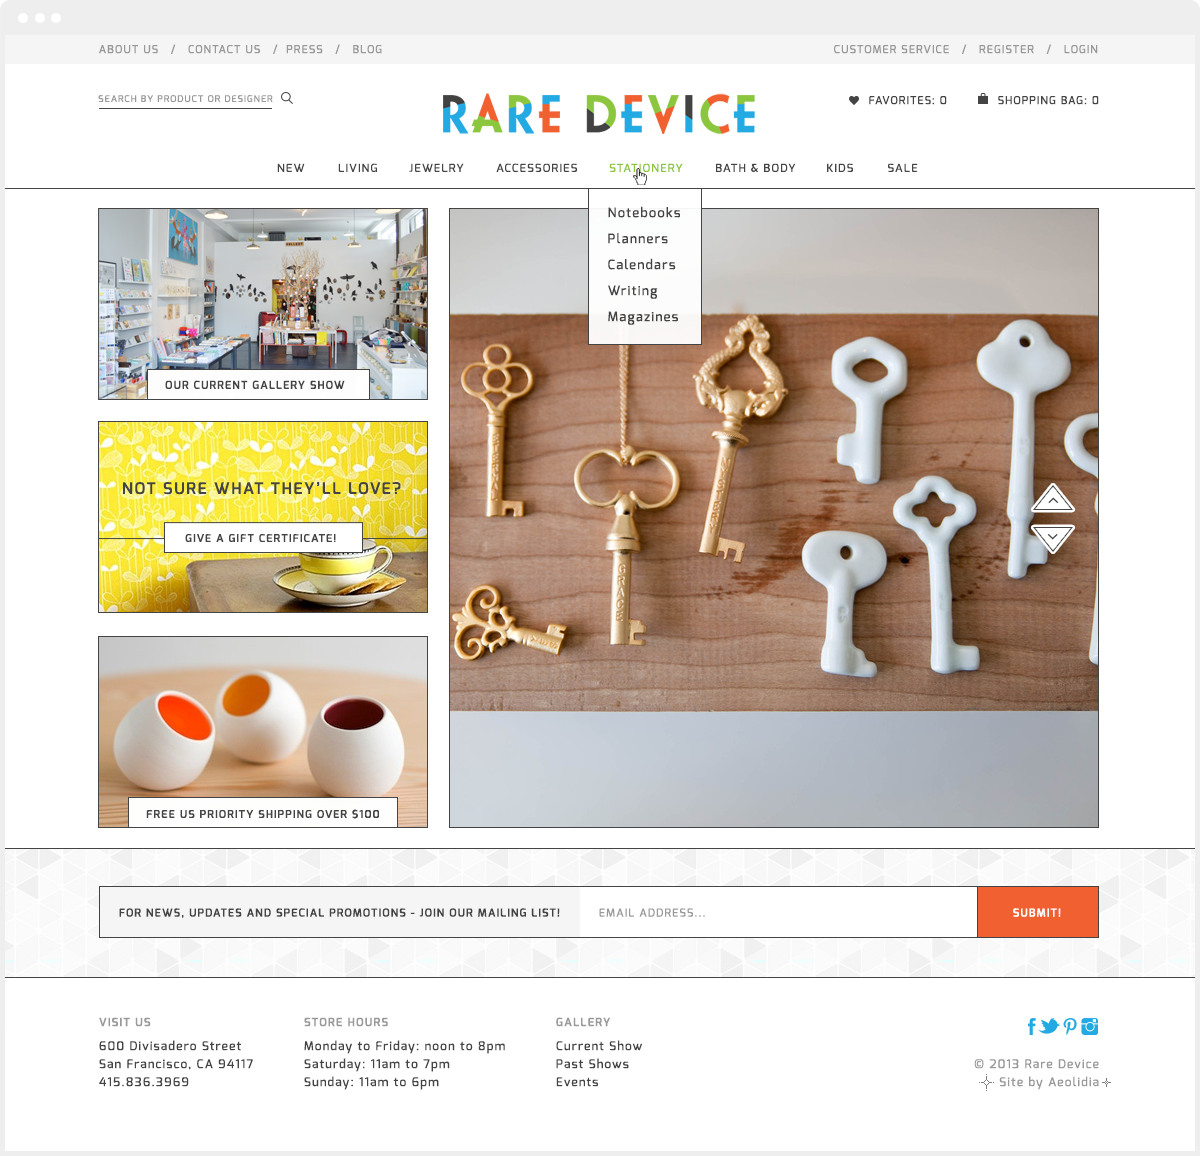 ABOUT US / CONTACT US / PRESS / BLOG
CUSTOMER SERVICE / REGISTER / LOGIN
SEARCH BY PRODUCT OR DESIGNER
RARE DEVICE
FAVORITES: 0
SHOPPING BAG: 0
NEW LIVING JEWELRY ACCESSORIES STATIONERY BATH & BODY KIDS SALE
Notebooks
Planners
Calendars
Writing
Magazines
GALLERY
OUR CURRENT GALLERY SHOW
NOT SURE WHAT THEY'LL LOVE?
GIVE A GIFT CERTIFICATE!
FREE US PRIORITY SHIPPING OVER $100
GRACE
FOR NEWS, UPDATES AND SPECIAL PROMOTIONS - JOIN OUR MAILING LIST!
EMAIL ADDRESS...
SUBMIT!
VISIT US
600 Divisadero Street
San Francisco, CA 94117
415.836.3969
STORE HOURS
Monday to Friday: noon to 8pm
Saturday: 11am to 7pm
Sunday: 11am to 6pm
GALLERY
Current Show
Past Shows
Events
© 2013 Rare Device
Site by Aeolidia